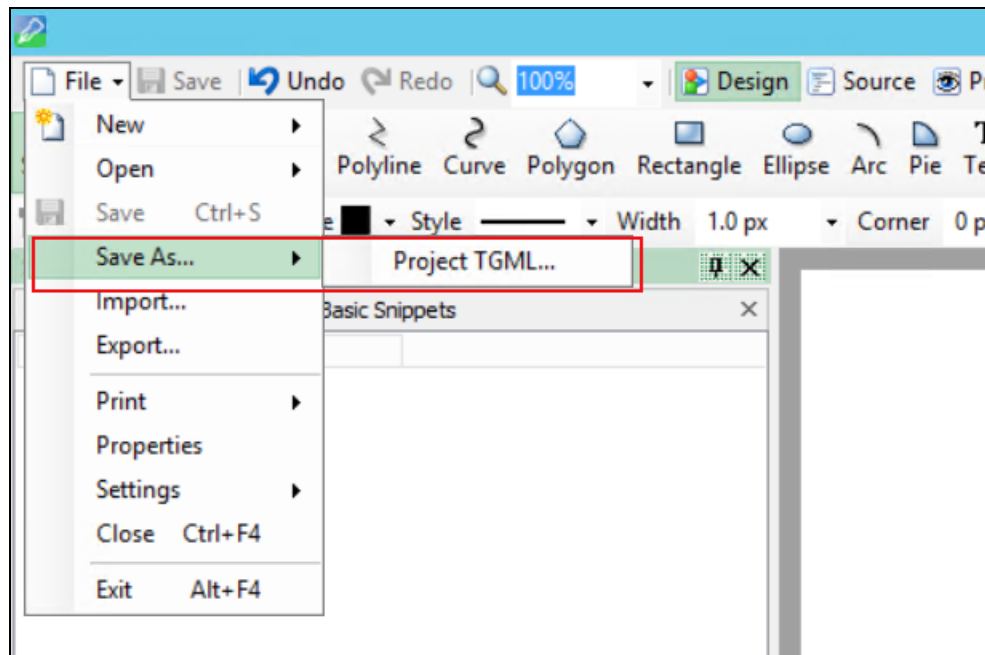 File Save Undo Redo 100% Design Source
New
Polyline Curve Polygon Rectangle Ellipse Arc Pie
Open
Save Ctrl+S
Style Width 1.0 px Corner 0 p
Save As...
Project TGML...
Import...
Basic Snippets
Export...
Print
Properties
Settings
Close Ctrl+F4
Exit Alt+F4